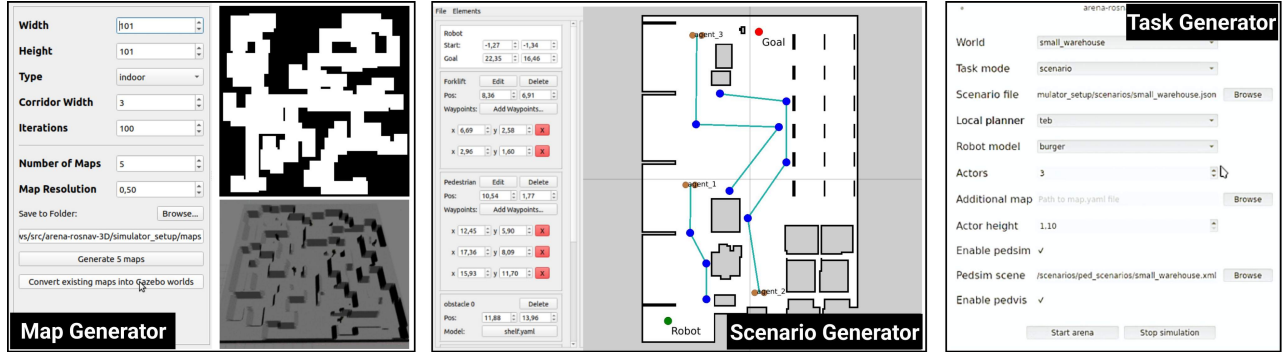 Width 101
Height 101
Type indoor
Corridor Width 3
Iterations 100
Number of Maps 5
Map Resolution 0,50
Save to Folder: Browse...
ws/src/arena-rosnav-3D/simulator_setup/maps
Generate 5 maps
Convert existing maps into Gazebo worlds
Map Generator
File Elements
Robot
Start: -1,27 -1,34
Goal 22,35 16,46
Forklift Edit Delete
Pos: 8,36 6,91
Waypoints: Add Waypoints...
x 6,69 y 2,58 X
x 2,96 y 1,60 X
Pedestrian Edit Delete
Pos: 10,54 1,77
Waypoints: Add Waypoints...
x 12,45 y 5,90 X
x 17,36 y 8,09 X
x 15,93 y 11,70 X
obstacle 0 Delete
Pos: 11,88 13,96
Model: shelf.yaml
agent_3
Goal
agent_1
agent_2
Robot
Scenario Generator
arena-rosna
Task Generator
World small_warehouse
Task mode scenario
Scenario file mulator_setup/scenarios/small_warehouse.json Browse
Local planner teb
Robot model burger
Actors 3
Additional map Path to map.yaml file Browse
Actor height 1.10
Enable pedsim ✓
Pedsim scene /scenarios/ped_scenarios/small_warehouse.xml Browse
Enable pedvis ✓
Start arena Stop simulation